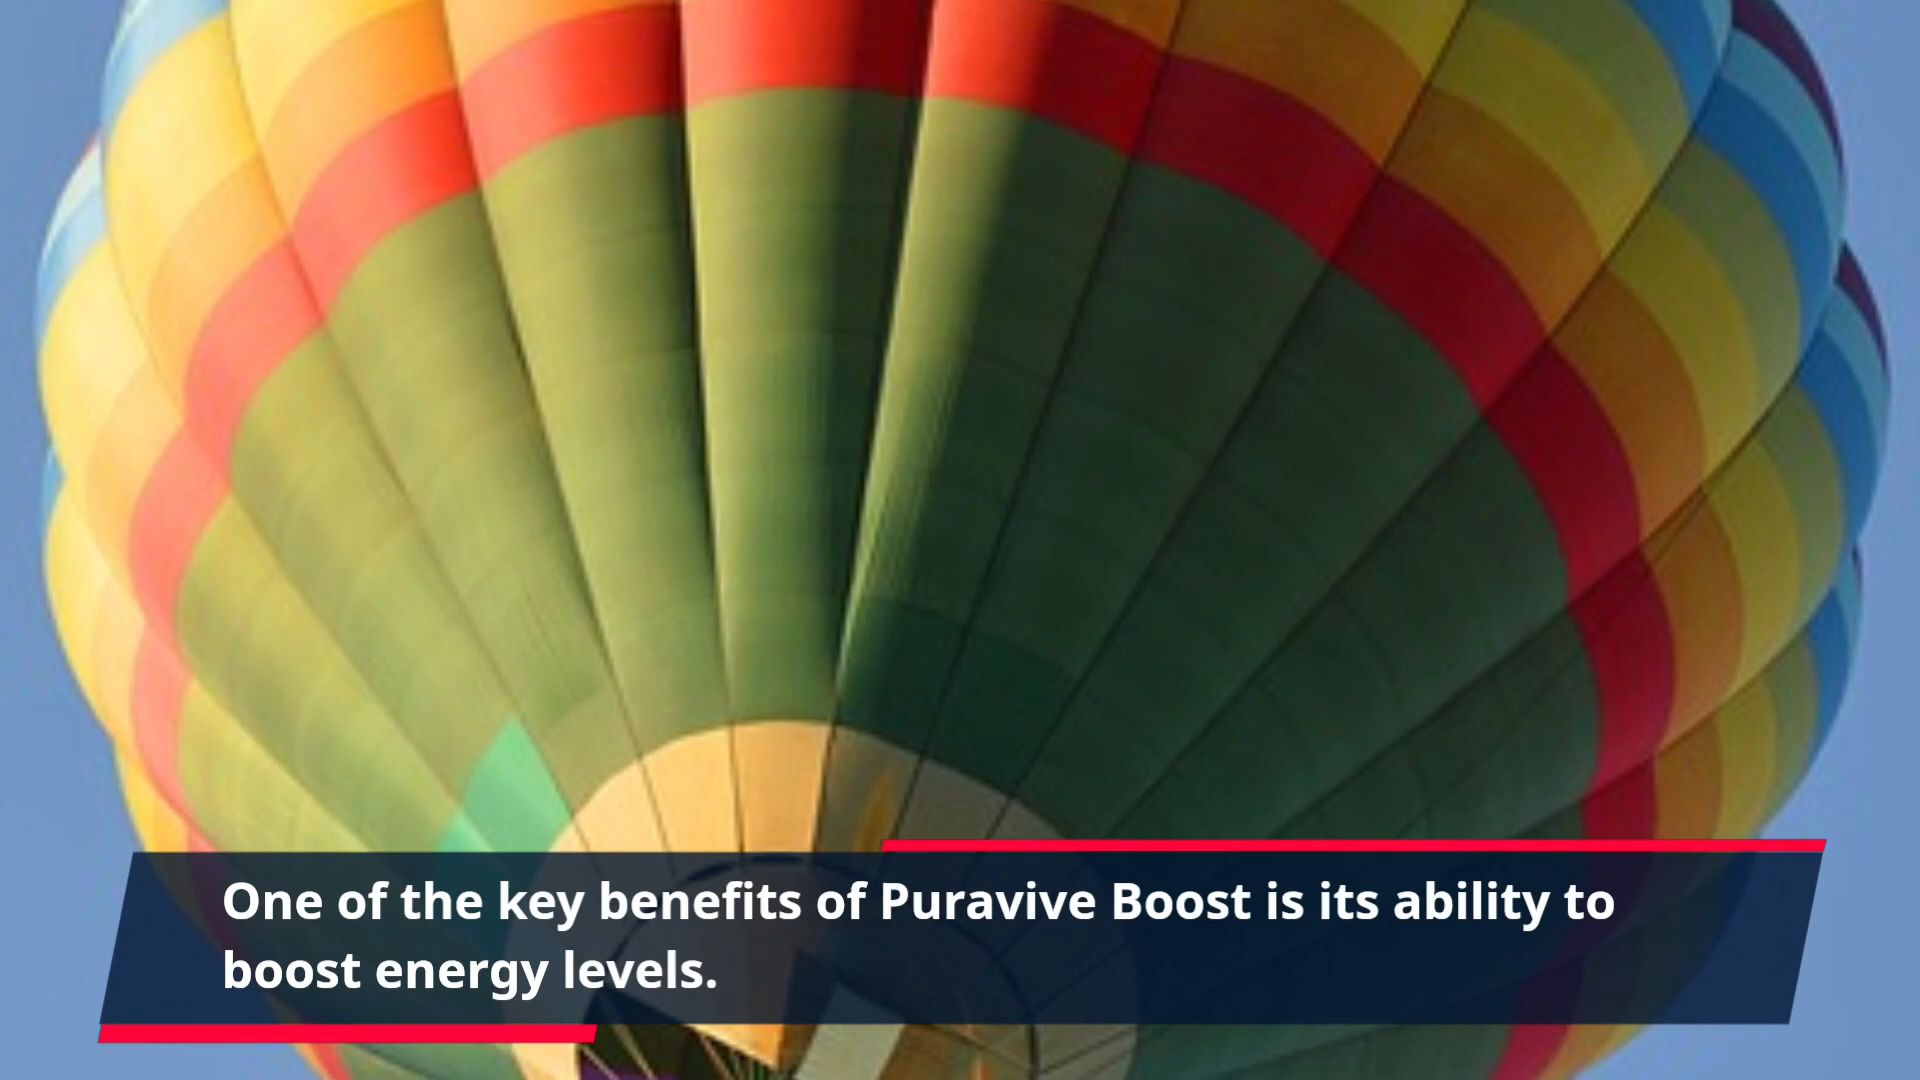 One of the key benefits of Puravive Boost is its ability to
boost energy levels.